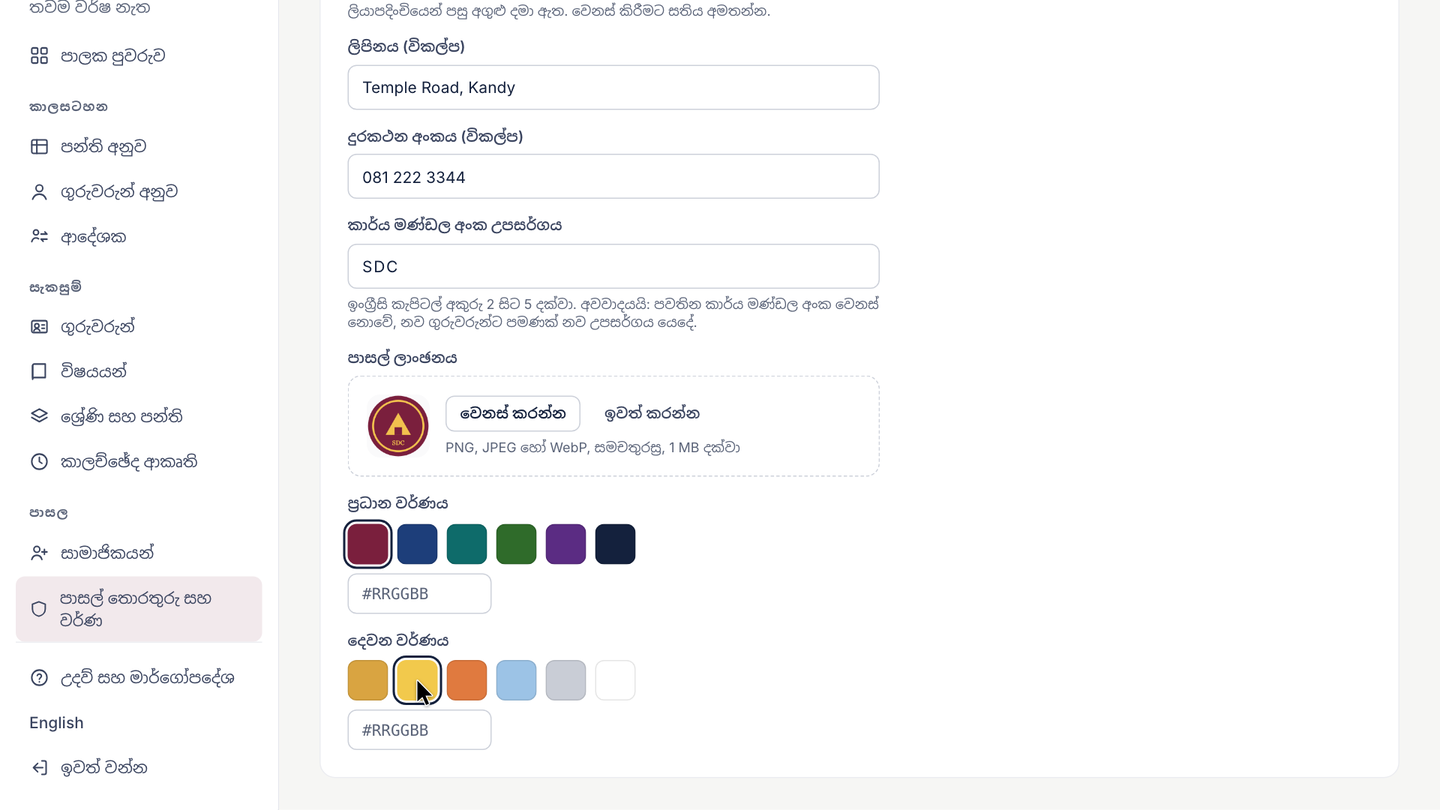 තවම වර්ෂ නැත
පාලක පුවරුව
කාලසටහන
පන්ති අනුව
ගුරුවරුන් අනුව
ආදේශක
සැකසුම්
ගුරුවරුන්
විෂයයන්
ශ්‍රේණි සහ පන්ති
කාලච්ඡේද ආකෘති
පාසල
සාමාජිකයන්
පාසල් තොරතුරු සහ
වර්ණ
උදව් සහ මාර්ගෝපදේශ
English
ඉවත් වන්න
ලියාපදිංචියෙන් පසු අගුළු දමා ඇත. වෙනස් කිරීමට සතිය අමතන්න.
ලිපිනය (විකල්ප)
Temple Road, Kandy
දුරකථන අංකය (විකල්ප)
081 222 3344
කාර්ය මණ්ඩල අංක උපසර්ගය
SDC
ඉංග්‍රීසි කැපිටල් අකුරු 2 සිට 5 දක්වා. අවවාදයයි: පවතින කාර්ය මණ්ඩල අංක වෙනස්
නොවේ, නව ගුරුවරුන්ට පමණක් නව උපසර්ගය යෙදේ.
පාසල් ලාංඡනය
SDC
වෙනස් කරන්න
ඉවත් කරන්න
PNG, JPEG හෝ WebP, සමචතුරස්‍ර, 1 MB දක්වා
ප්‍රධාන වර්ණය
#RRGGBB
දෙවන වර්ණය
#RRGGBB